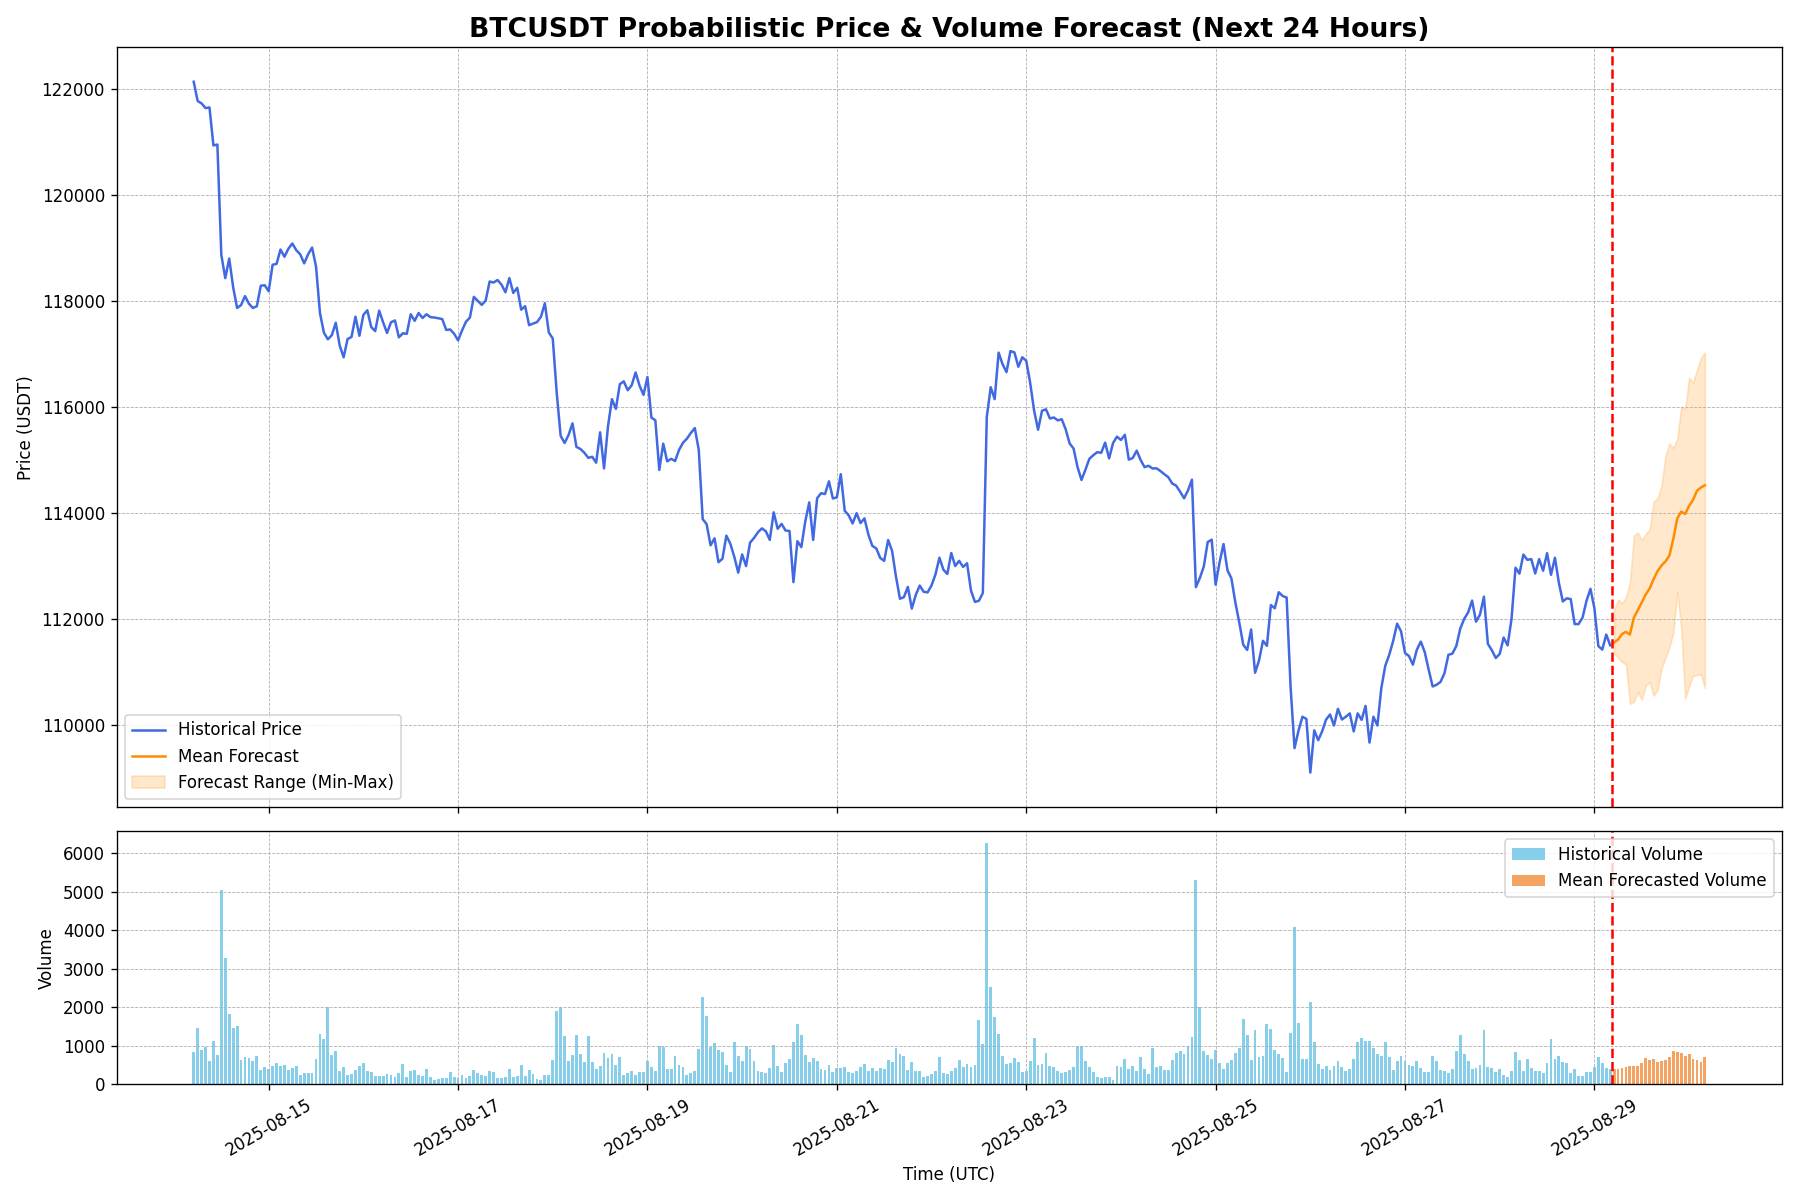 BTCUSDT Probabilistic Price & Volume Forecast (Next 24 Hours)
122000
120000
118000
116000
114000
112000
110000
Price (USDT)
Historical Price
Mean Forecast
Forecast Range (Min-Max)
6000
5000
4000
3000
2000
1000
0
Volume
Historical Volume
Mean Forecasted Volume
2025-08-15
2025-08-17
2025-08-19
2025-08-21
2025-08-23
2025-08-25
2025-08-27
2025-08-29
Time (UTC)